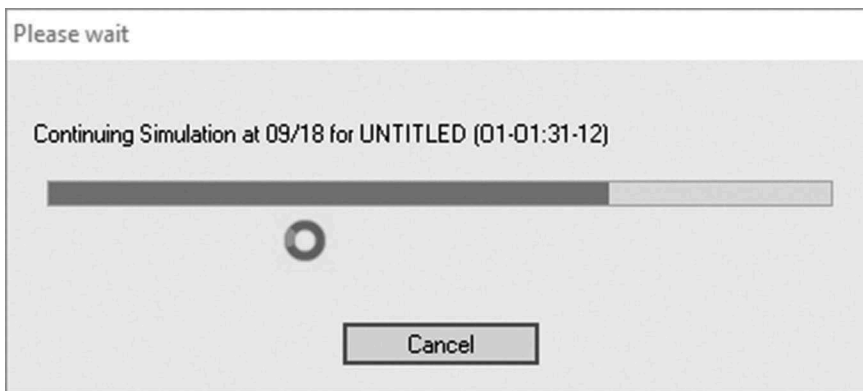 Please wait
Continuing Simulation at 09/18 for UNTITLED (01-01:31-12)
Cancel